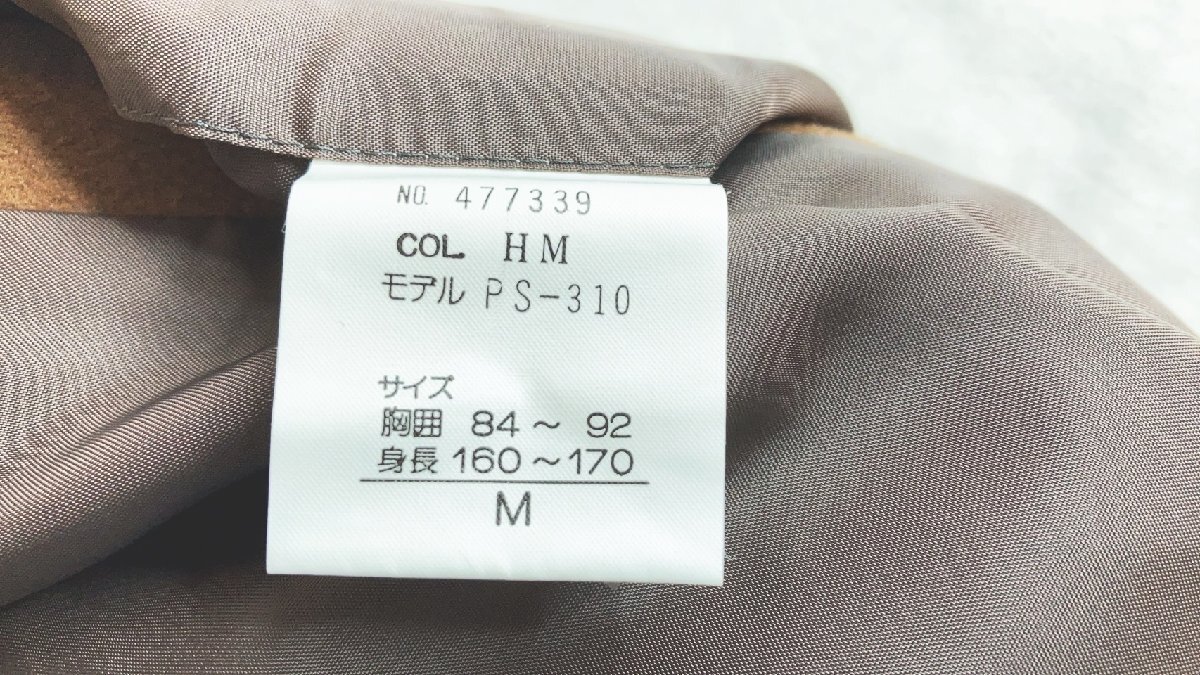 NO. 477339
COL. HM
モデル PS-310
サイズ
胸囲 84～92
身長 160～170
M